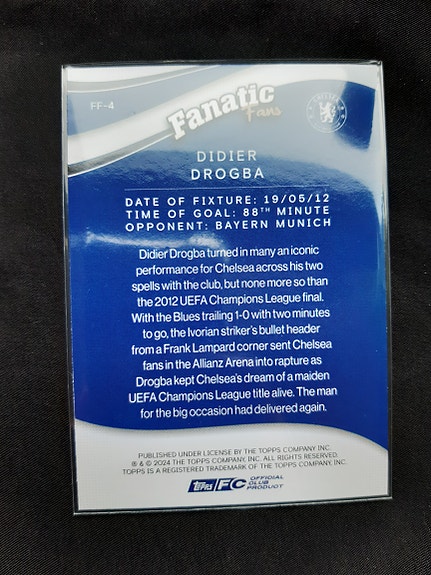 FF-4
Fanatic
Fans
DIDIER
DROGBA
DATE OF FIXTURE: 19/05/12
TIME OF GOAL: 88TH MINUTE
OPPONENT: BAYERN MUNICH
Didier Drogba turned in many an iconic
performance for Chelsea across his two
spells with the club, but none more so than
the 2012 UEFA Champions League final.
With the Blues trailing 1-0 with two minutes
to go, the Ivorian striker's bullet header
from a Frank Lampard corner sent Chelsea
fans in the Allianz Arena into rapture as
Drogba kept Chelsea's dream of a maiden
UEFA Champions League title alive. The man
for the big occasion had delivered again.
PUBLISHED UNDER LICENSE BY THE TOPPS COMPANY INC.
® & © 2024 THE TOPPS COMPANY, INC. ALL RIGHTS RESERVED.
TOPPS IS A REGISTERED TRADEMARK OF THE TOPPS COMPANY, INC.
TOPPS FC OFFICIAL
CLUB
PRODUCT